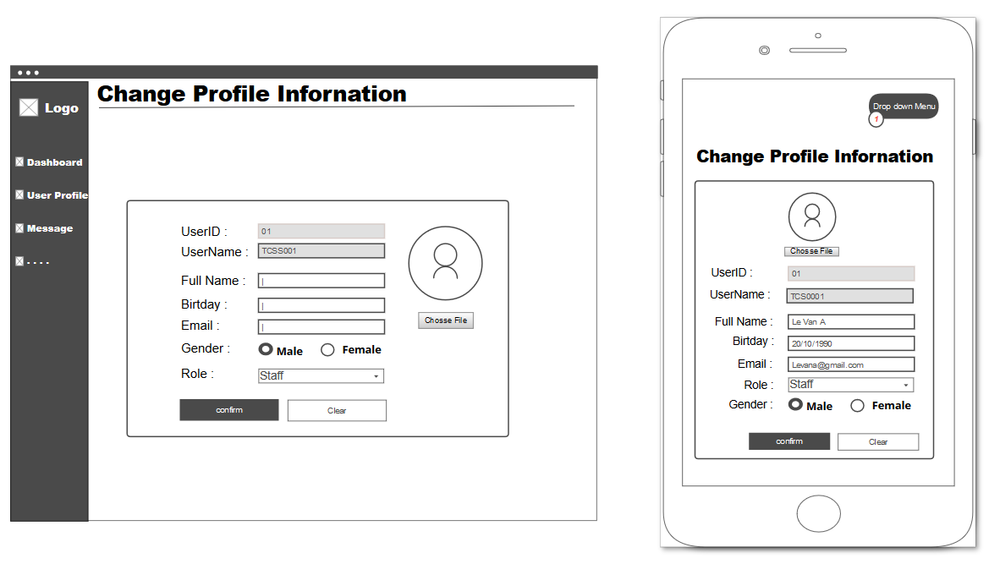 Change Profile Infornation
Logo
Dashboard
User Profile
Message
. . . .
UserID :
01
UserName :
TCSS001
Full Name :
|
Birtday :
|
Email :
|
Gender :
Male
Female
Role :
Staff
confirm
Clear
Chosse File
Drop down Menu
1
Change Profile Infornation
Chosse File
UserID :
01
UserName :
TCS0001
Full Name :
Le Van A
Birtday :
20/10/1990
Email :
Levana@gmail.com
Role :
Staff
Gender :
Male
Female
confirm
Clear